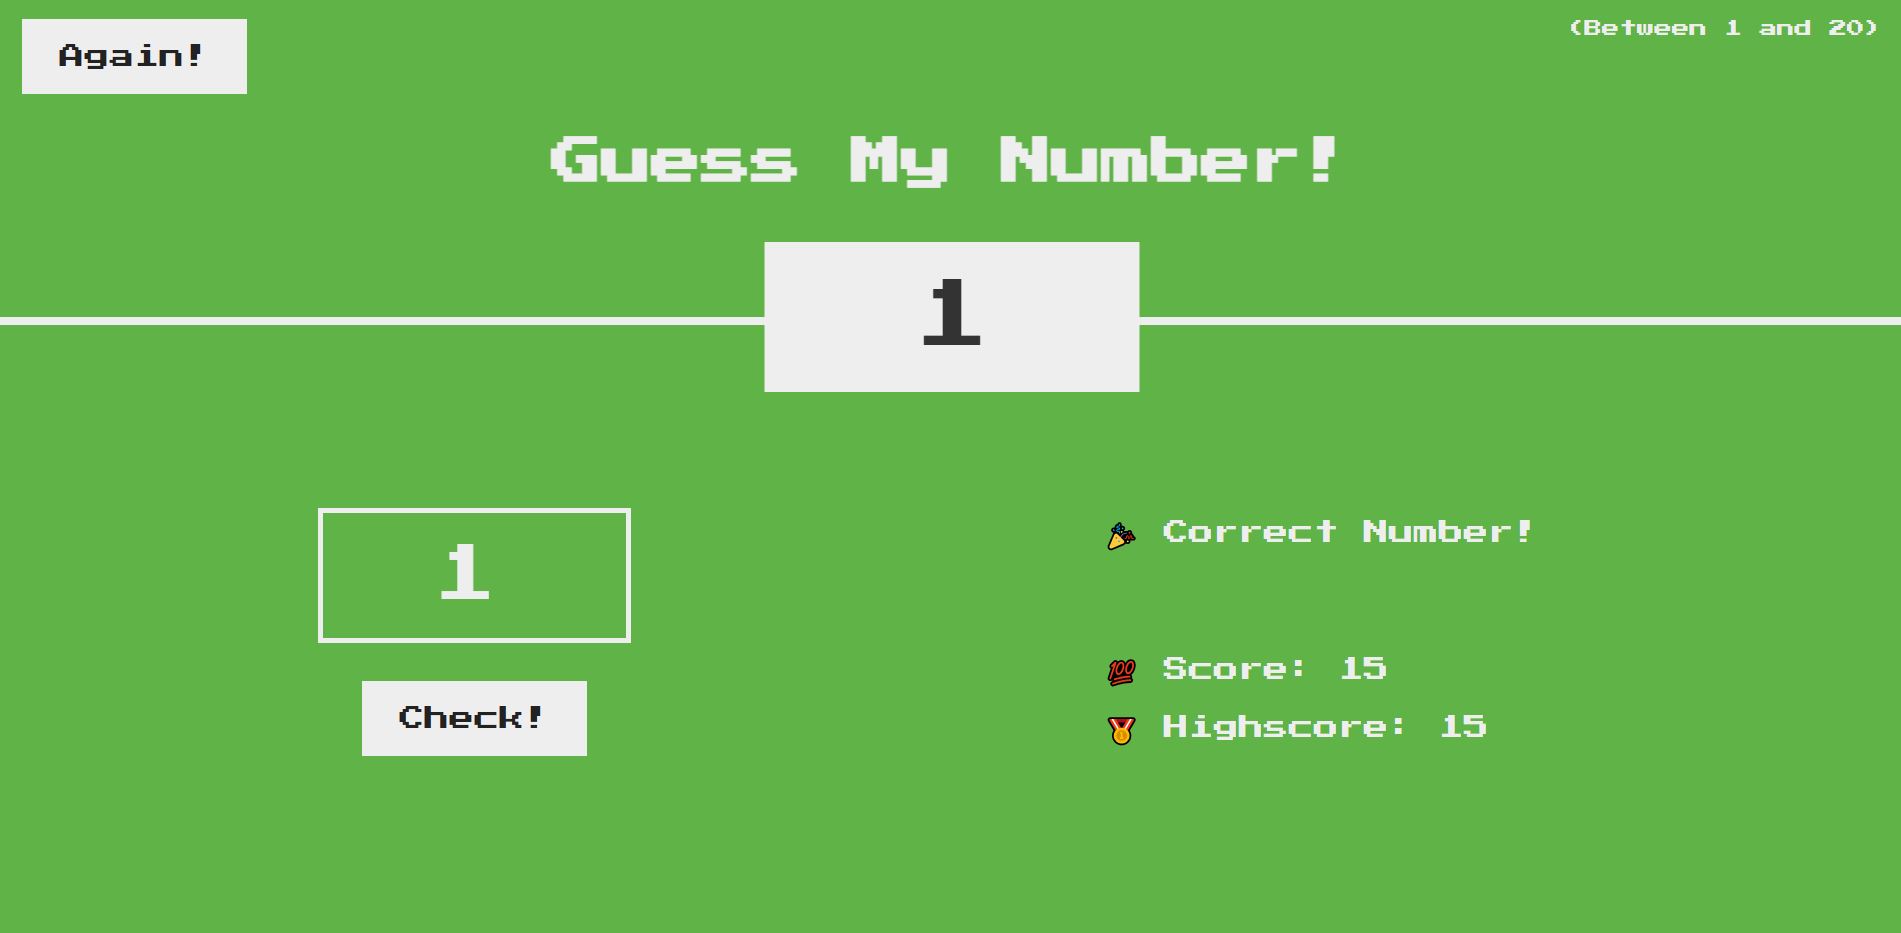 Again!
(Between 1 and 20)
Guess My Number!
1
1
Check!
🎉 Correct Number!
💯 Score: 15
🥇 Highscore: 15